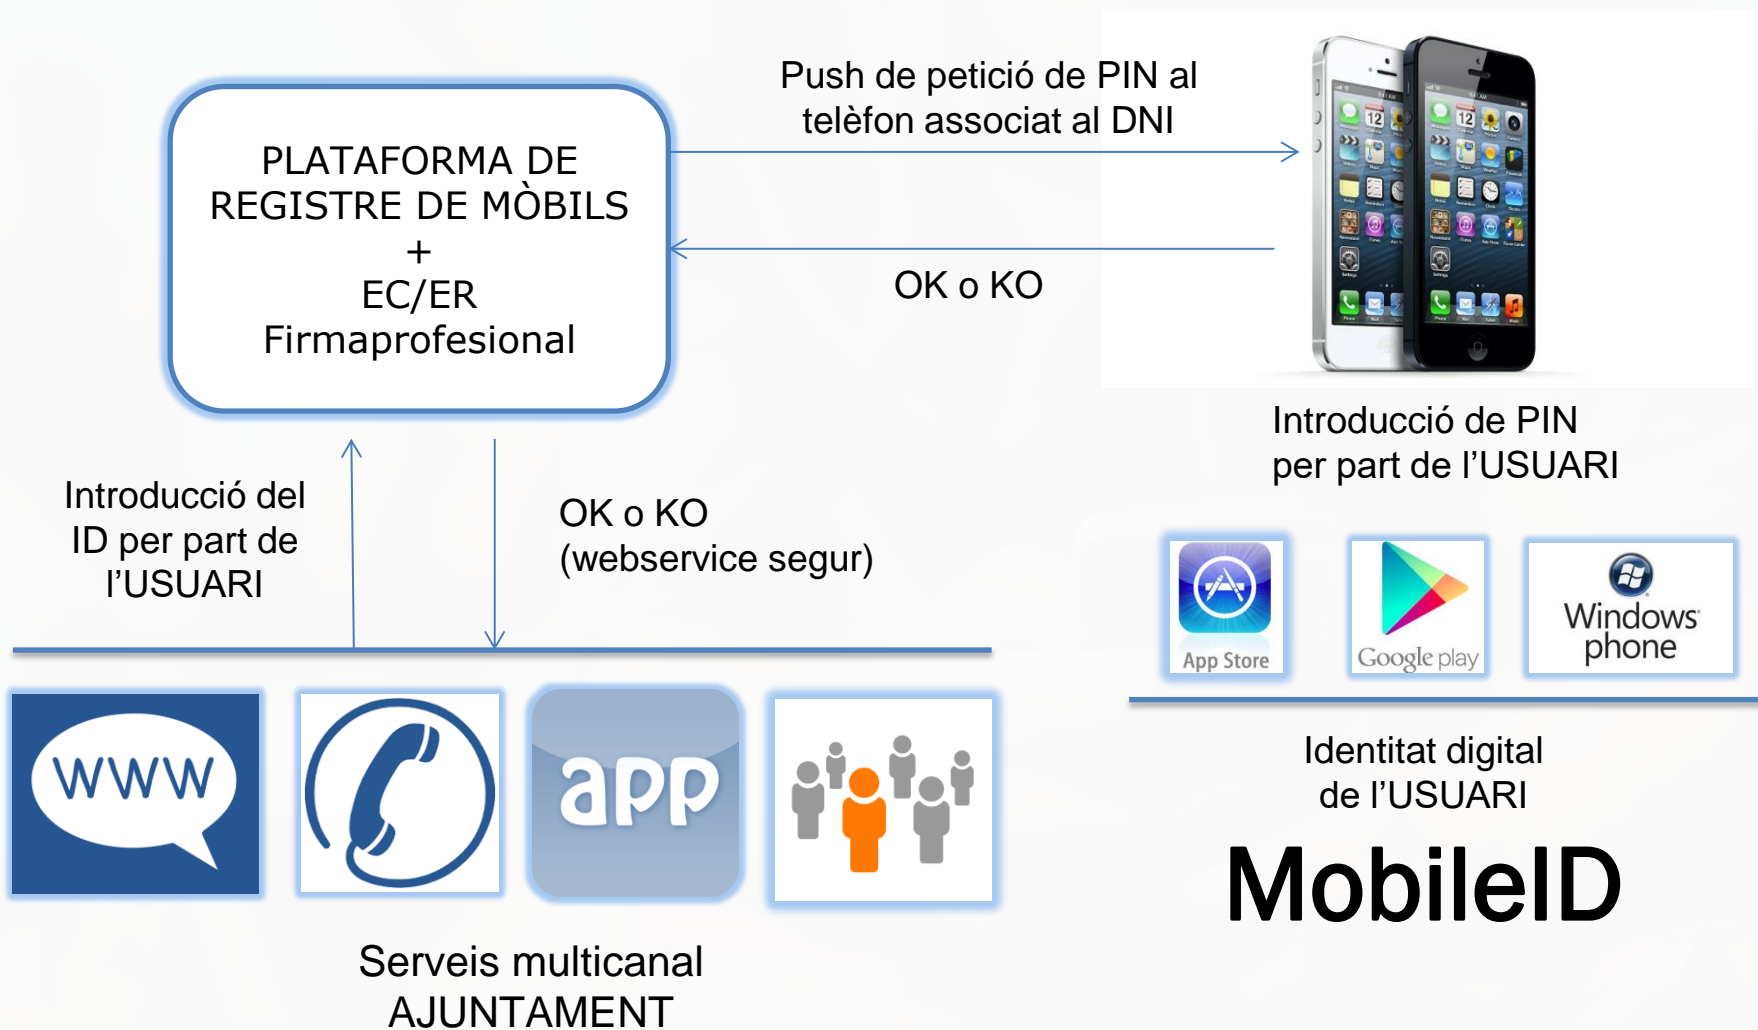 Push de petició de PIN al
telèfon associat al DNI
PLATAFORMA DE
REGISTRE DE MÒBILS
+
EC/ER
Firmaprofesional
OK o KO
Introducció de PIN
per part de l’USUARI
Introducció del
ID per part de
l’USUARI
OK o KO
(webservice segur)
App Store
Google play
Windows
phone
www
app
Identitat digital
de l’USUARI
MobileID
Serveis multicanal
AJUNTAMENT